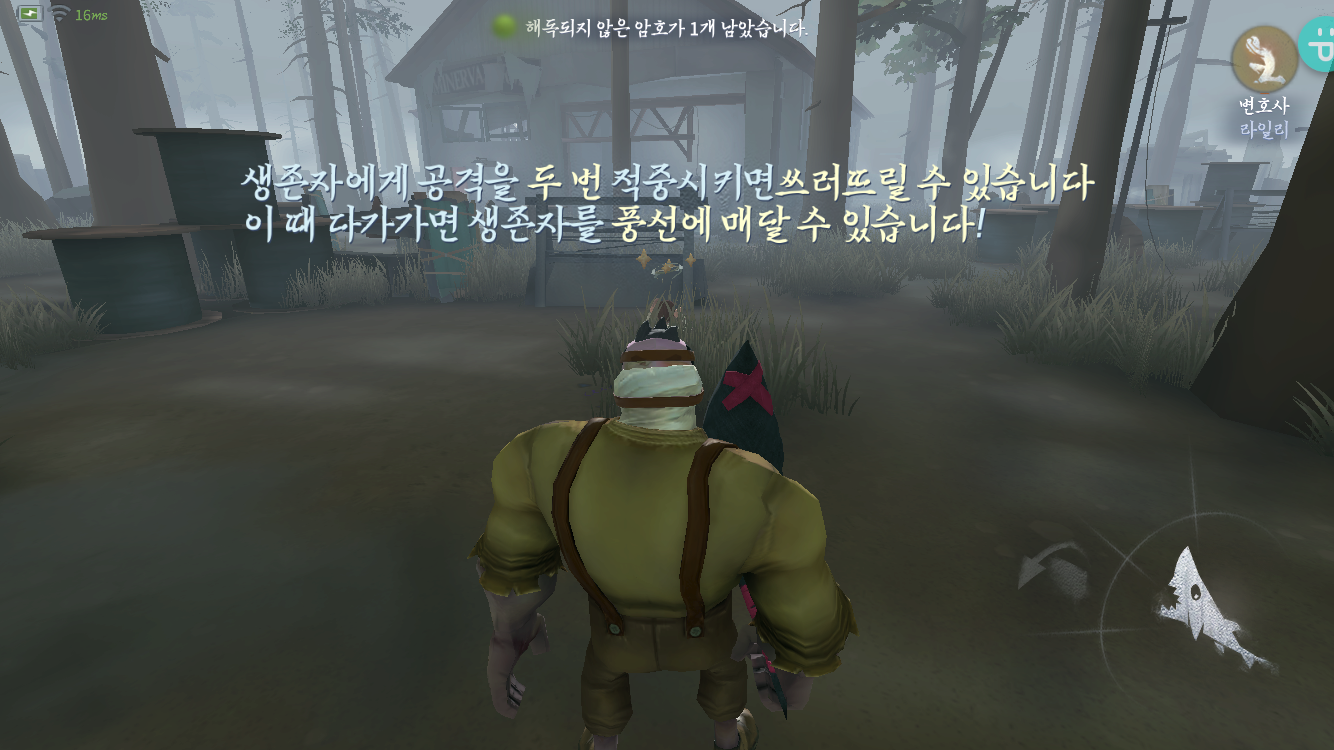 16ms
해독되지 않은 암호가 1개 남았습니다.
변호사
라일리
MINERVA
생존자에게 공격을 두 번 적중시키면쓰러뜨릴 수 있습니다
이 때 다가가면 생존자를 풍선에 매달 수 있습니다!